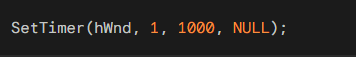 SetTimer(hWnd, 1, 1000, NULL);